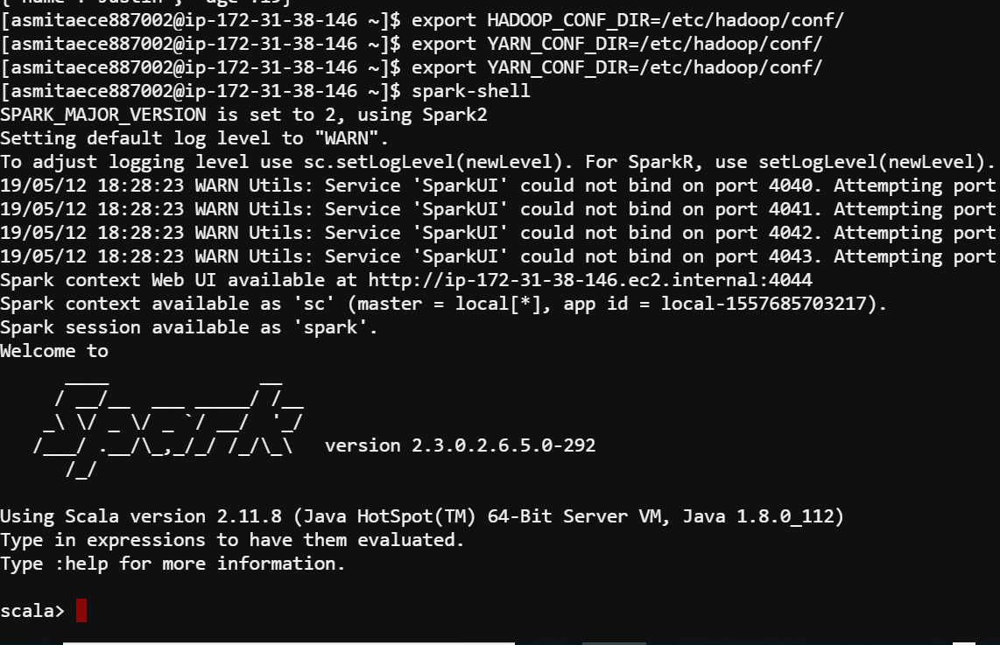 {"name":"Justin", "age":19}
[asmitaece887002@ip-172-31-38-146 ~]$ export HADOOP_CONF_DIR=/etc/hadoop/conf/
[asmitaece887002@ip-172-31-38-146 ~]$ export YARN_CONF_DIR=/etc/hadoop/conf/
[asmitaece887002@ip-172-31-38-146 ~]$ export YARN_CONF_DIR=/etc/hadoop/conf/
[asmitaece887002@ip-172-31-38-146 ~]$ spark-shell
SPARK_MAJOR_VERSION is set to 2, using Spark2
Setting default log level to "WARN".
To adjust logging level use sc.setLogLevel(newLevel). For SparkR, use setLogLevel(newLevel).
19/05/12 18:28:23 WARN Utils: Service 'SparkUI' could not bind on port 4040. Attempting port
19/05/12 18:28:23 WARN Utils: Service 'SparkUI' could not bind on port 4041. Attempting port
19/05/12 18:28:23 WARN Utils: Service 'SparkUI' could not bind on port 4042. Attempting port
19/05/12 18:28:23 WARN Utils: Service 'SparkUI' could not bind on port 4043. Attempting port
Spark context Web UI available at http://ip-172-31-38-146.ec2.internal:4044
Spark context available as 'sc' (master = local[*], app id = local-1557685703217).
Spark session available as 'spark'.
Welcome to
      ____              __
     / __/__  ___ _____/ /__
    _\ \/ _ \/ _ `/ __/  '_/
   /___/ .__/\_,_/_/ /_/\_\   version 2.3.0.2.6.5.0-292
      /_/
Using Scala version 2.11.8 (Java HotSpot(TM) 64-Bit Server VM, Java 1.8.0_112)
Type in expressions to have them evaluated.
Type :help for more information.
scala>